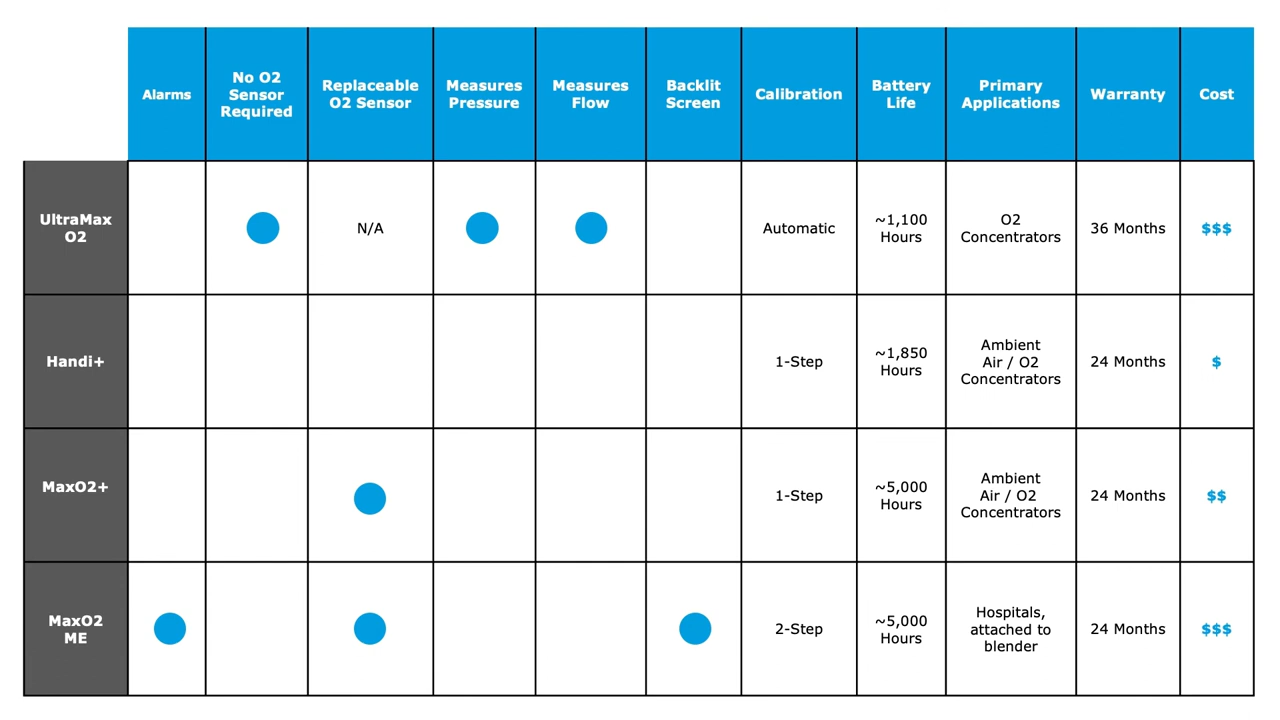 Alarms
No O2
Sensor
Required
Replaceable
O2 Sensor
Measures
Pressure
Measures
Flow
Backlit
Screen
Calibration
Battery
Life
Primary
Applications
Warranty
Cost
UltraMax
O2
N/A
Automatic
~1,100
Hours
O2
Concentrators
36 Months
$$$
Handi+
1-Step
~1,850
Hours
Ambient
Air / O2
Concentrators
24 Months
$
MaxO2+
1-Step
~5,000
Hours
Ambient
Air / O2
Concentrators
24 Months
$$
MaxO2
ME
2-Step
~5,000
Hours
Hospitals,
attached to
blender
24 Months
$$$